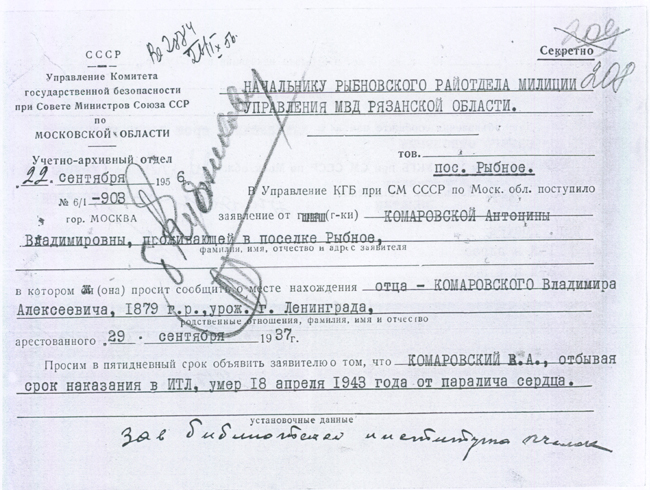 Вх 2884
Секретно
208
СССР
Управление Комитета
государственной безопасности
при Совете Министров Союза ССР
по
МОСКОВСКОЙ ОБЛАСТИ
Учетно-архивный отдел
22. сентября 1956
№ 6/1-903
гор. МОСКВА
НАЧАЛЬНИКУ РЫБНОВСКОГО РАЙОТДЕЛА МИЛИЦИИ
УПРАВЛЕНИЯ МВД РЯЗАНСКОЙ ОБЛАСТИ.
тов.
пос. Рыбное.
В Управление КГБ при СМ СССР по Моск. обл. поступило
заявление от (г-ки) КОМАРОВСКОЙ Антонины
Владимировны, проживающей в поселке Рыбное,
фамилия, имя, отчество и адрес заявителя
в котором (она) просит сообщить о месте нахождения отца - КОМАРОВСКОГО Владимира
Алексеевича, 1879 г.р., урож. г. Ленинграда,
родственные отношения, фамилия, имя и отчество
арестованного 29 · сентября 1937г.
Просим в пятидневный срок объявить заявителю о том, что КОМАРОВСКИЙ В.А., отбывая
срок наказания в ИТЛ, умер 18 апреля 1943 года от паралича сердца.
установочные данные
Зав библиотекой института